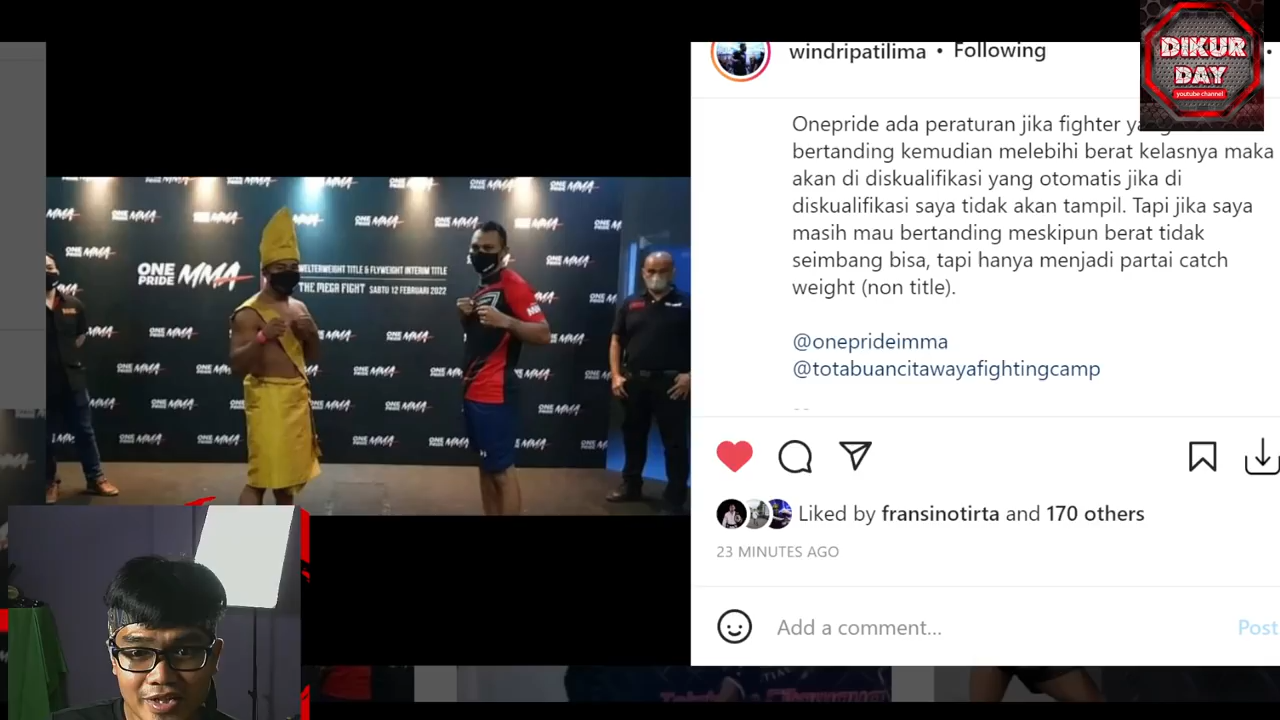 windripatilima • Following
DIKUR
DAY
youtube channel
Onepride ada peraturan jika fighter
bertanding kemudian melebihi berat kelasnya maka
akan di diskualifikasi yang otomatis jika di
diskualifikasi saya tidak akan tampil. Tapi jika saya
masih mau bertanding meskipun berat tidak
seimbang bisa, tapi hanya menjadi partai catch
weight (non title).
@oneprideimma
@totabuancitawayafightingcamp
ONE PRIDE MMA
WELTERWEIGHT TITLE & FLYWEIGHT INTERIM TITLE
THE MEGA FIGHT SABTU 12 FEBRUARI 2022
Liked by fransinotirta and 170 others
23 MINUTES AGO
Add a comment...
Post